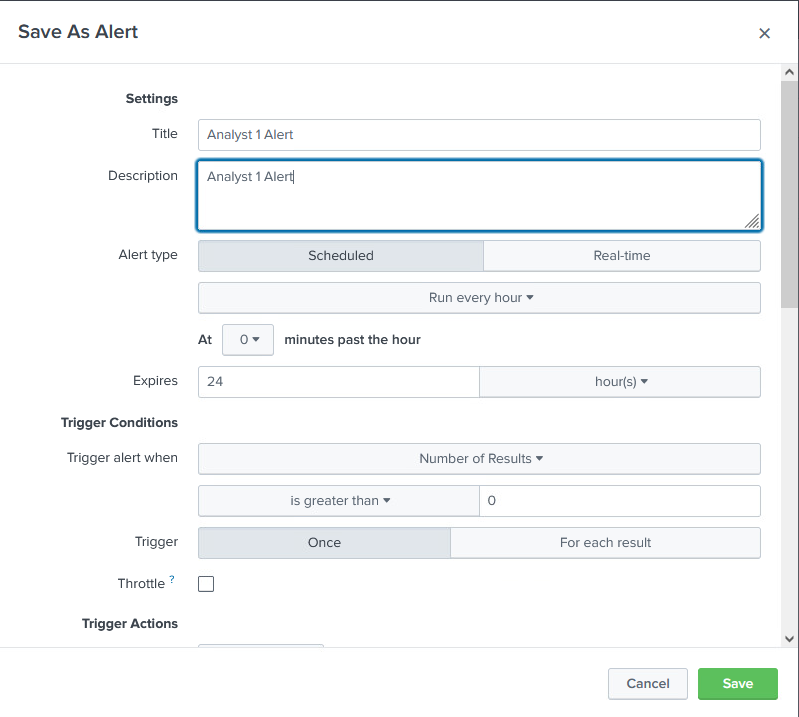 Save As Alert ×
Settings
Title Analyst 1 Alert
Description Analyst 1 Alert
Alert type Scheduled Real-time
Run every hour
At 0 minutes past the hour
Expires 24 hour(s)
Trigger Conditions
Trigger alert when Number of Results
is greater than 0
Trigger Once For each result
Throttle ?
Trigger Actions
Cancel Save